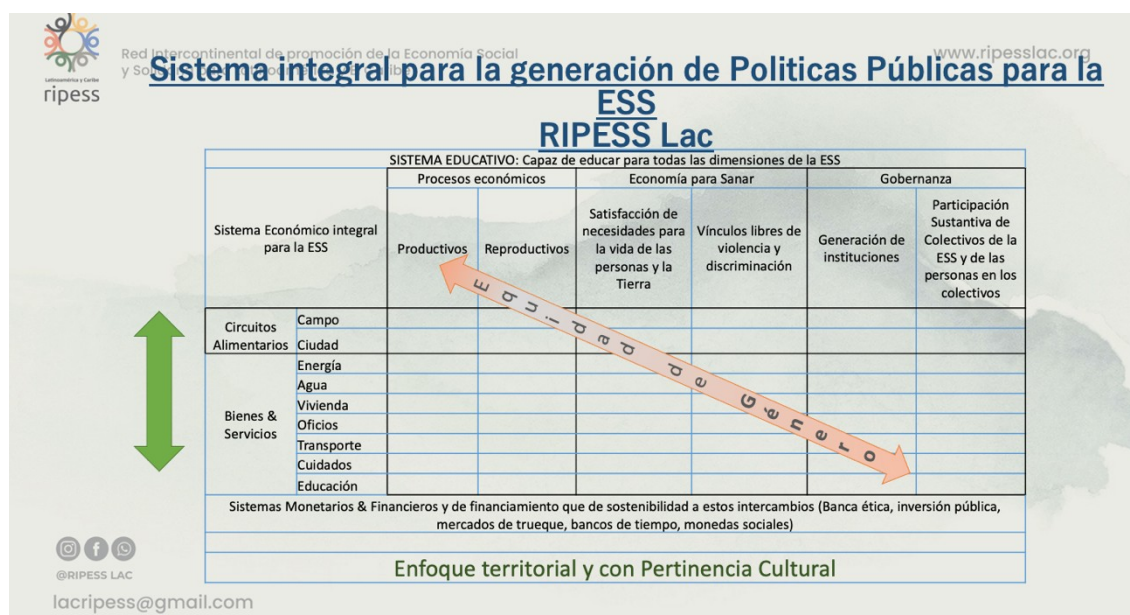 Red Intercontinental de promoción de la Economía Social
www.ripesslac.org
Latinoamérica y Caribe
ripess
Sistema integral para la generación de Politicas Públicas para la
ESS
RIPESS Lac
SISTEMA EDUCATIVO: Capaz de educar para todas las dimensiones de la ESS
Procesos económicos
Economía para Sanar
Gobernanza
Sistema Económico integral
para la ESS
Productivos
Reproductivos
Satisfacción de
necesidades para
la vida de las
personas y la
Tierra
Vínculos libres de
violencia y
discriminación
Generación de
instituciones
Participación
Sustantiva de
Colectivos de la
ESS y de las
personas en los
colectivos
Equidad de Género
Circuitos
Alimentarios
Campo
Ciudad
Bienes &
Servicios
Energía
Agua
Vivienda
Oficios
Transporte
Cuidados
Educación
Sistemas Monetarios & Financieros y de financiamiento que de sostenibilidad a estos intercambios (Banca ética, inversión pública,
mercados de trueque, bancos de tiempo, monedas sociales)
Enfoque territorial y con Pertinencia Cultural
@RIPESS LAC
lacripess@gmail.com